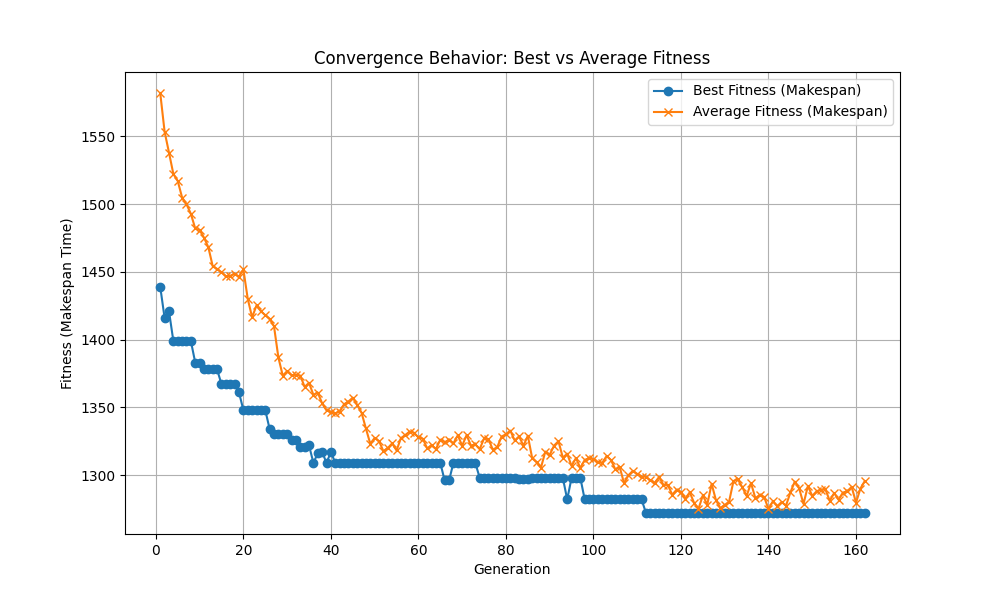 Convergence Behavior: Best vs Average Fitness
Best Fitness (Makespan)
Average Fitness (Makespan)
Fitness (Makespan Time)
1550
1500
1450
1400
1350
1300
0 20 40 60 80 100 120 140 160
Generation